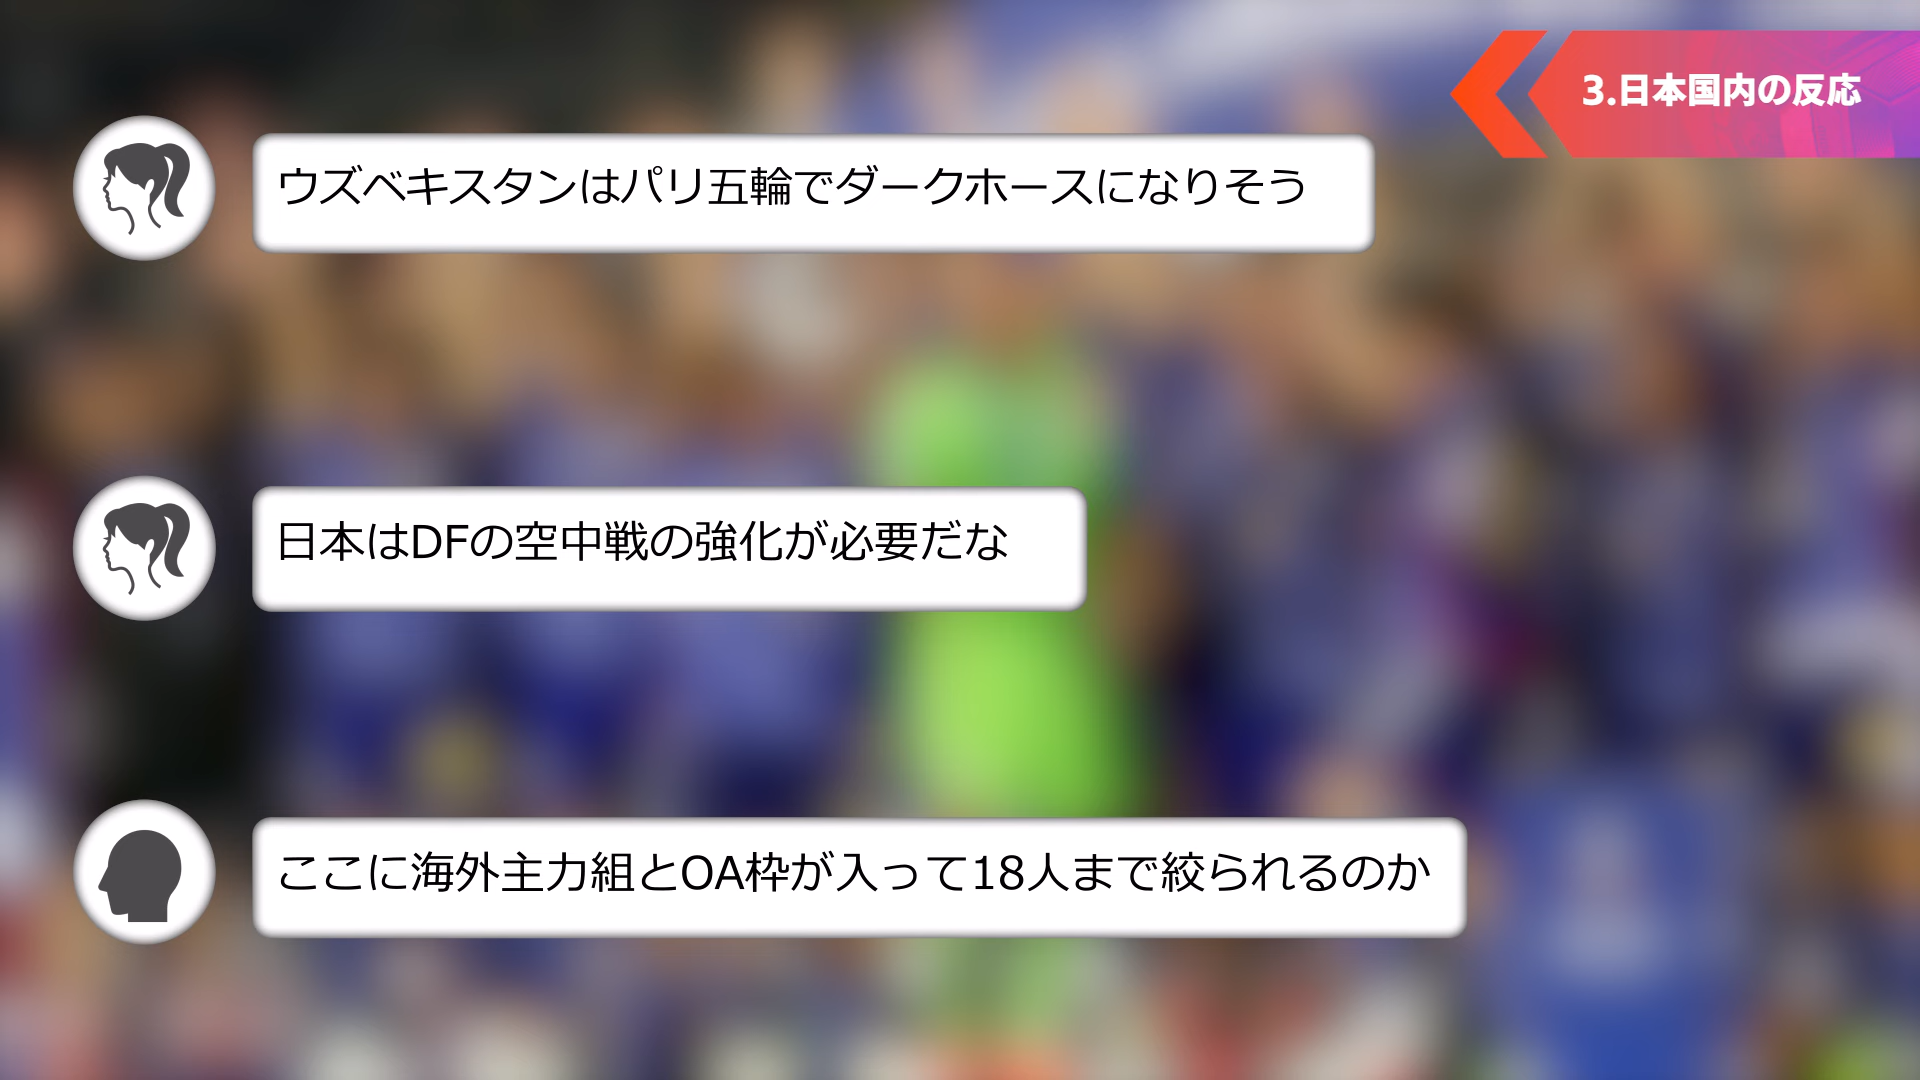 3.日本国内の反応
ウズベキスタンはパリ五輪でダークホースになりそう
日本はDFの空中戦の強化が必要だな
ここに海外主力組とOA枠が入って18人まで絞られるのか